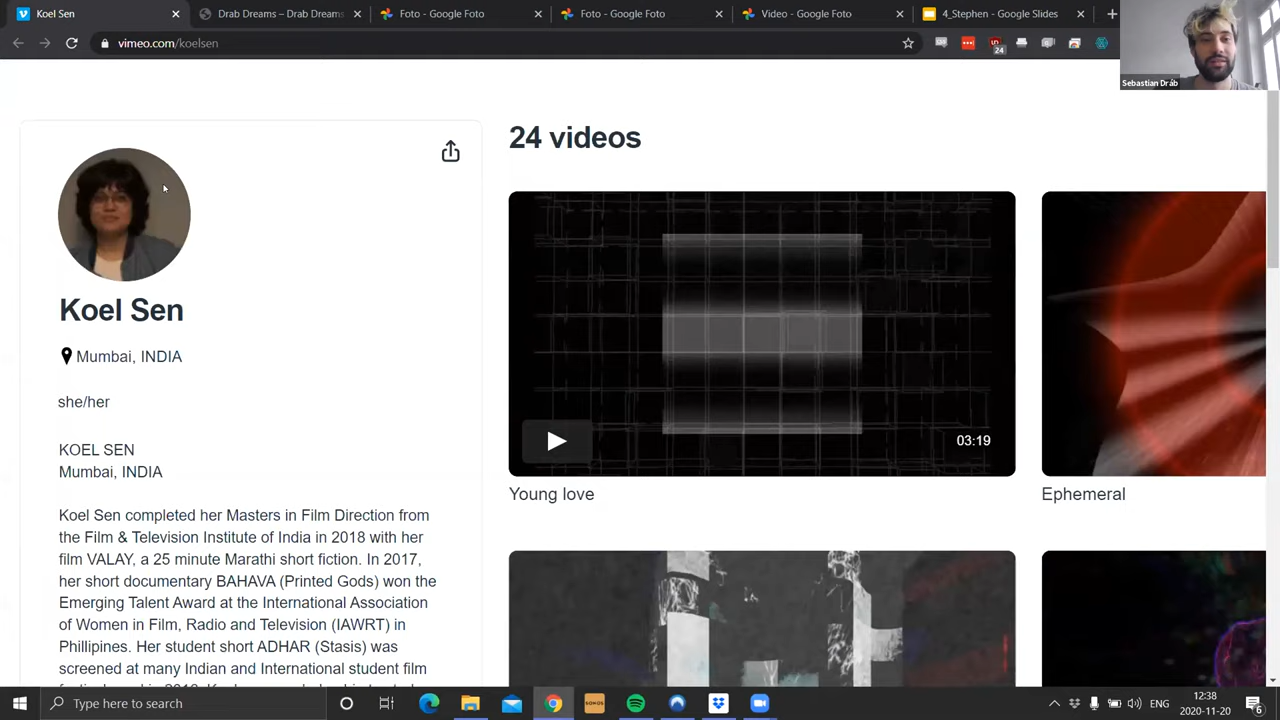 Koel Sen
Drab Dreams – Drab Dreams
Foto - Google Foto
Foto - Google Foto
Video - Google Foto
4_Stephen - Google Slides
vimeo.com/koelsen
24
Sebastian Dráb
24 videos
Koel Sen
Mumbai, INDIA
she/her
KOEL SEN
Mumbai, INDIA
Koel Sen completed her Masters in Film Direction from
the Film & Television Institute of India in 2018 with her
film VALAY, a 25 minute Marathi short fiction. In 2017,
her short documentary BAHAVA (Printed Gods) won the
Emerging Talent Award at the International Association
of Women in Film, Radio and Television (IAWRT) in
Phillipines. Her student short ADHAR (Stasis) was
screened at many Indian and International student film
03:19
Young love
Ephemeral
Type here to search
SONOS
ENG
12:38
2020-11-20
6